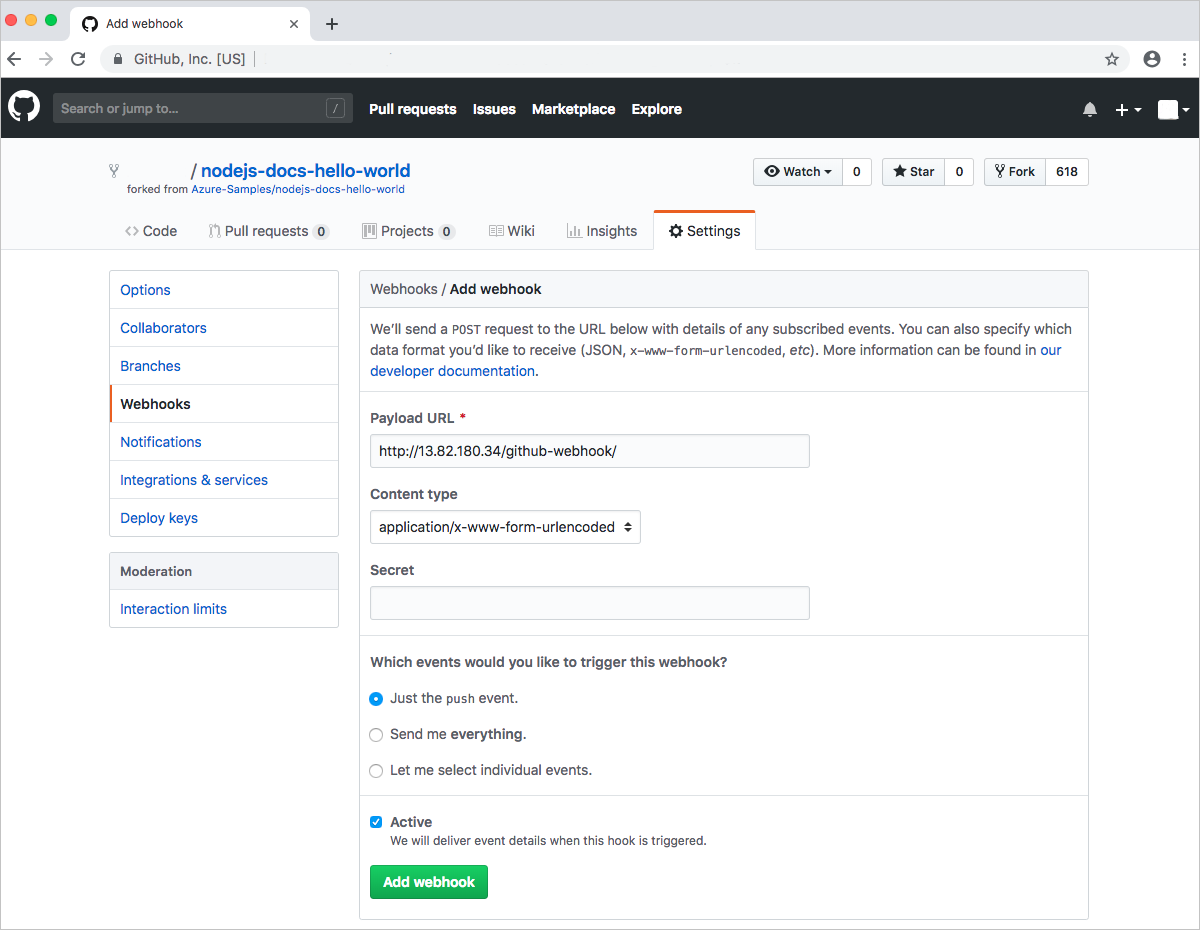 Add webhook
GitHub, Inc. [US]
Search or jump to... /
Pull requests Issues Marketplace Explore
/ nodejs-docs-hello-world
forked from Azure-Samples/nodejs-docs-hello-world
Watch 0 Star 0 Fork 618
Code Pull requests 0 Projects 0 Wiki Insights Settings
Options
Collaborators
Branches
Webhooks
Notifications
Integrations & services
Deploy keys
Moderation
Interaction limits
Webhooks / Add webhook
We’ll send a POST request to the URL below with details of any subscribed events. You can also specify which
data format you’d like to receive (JSON, x-www-form-urlencoded, etc). More information can be found in our
developer documentation.
Payload URL *
http://13.82.180.34/github-webhook/
Content type
application/x-www-form-urlencoded
Secret
Which events would you like to trigger this webhook?
Just the push event.
Send me everything.
Let me select individual events.
Active
We will deliver event details when this hook is triggered.
Add webhook